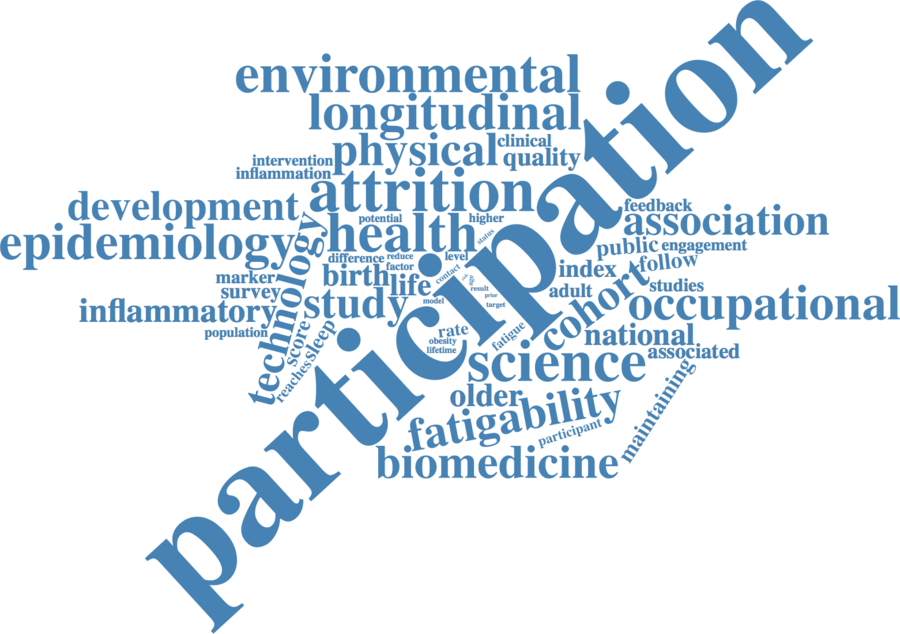 participation
environmental
longitudinal
clinical
physical
quality
intervention
inflammation
attrition
development
feedback
association
potential
higher
health
status
epidemiology
technology
public
engagement
difference
reduce
level
factor
contact
index
follow
marker
birth
life
age
survey
result
adult
studies
prior
model
target
study
cohort
occupational
inflammatory
population
score
sleep
rate
fatigue
national
obesity
lifetime
associated
science
reaches
older
maintaining
fatigability
participant
biomedicine